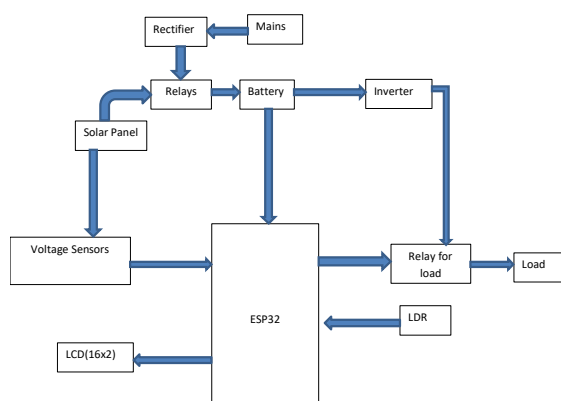 Rectifier
Mains
Relays
Battery
Inverter
Solar Panel
Voltage Sensors
Relay for
load
Load
ESP32
LDR
LCD(16x2)